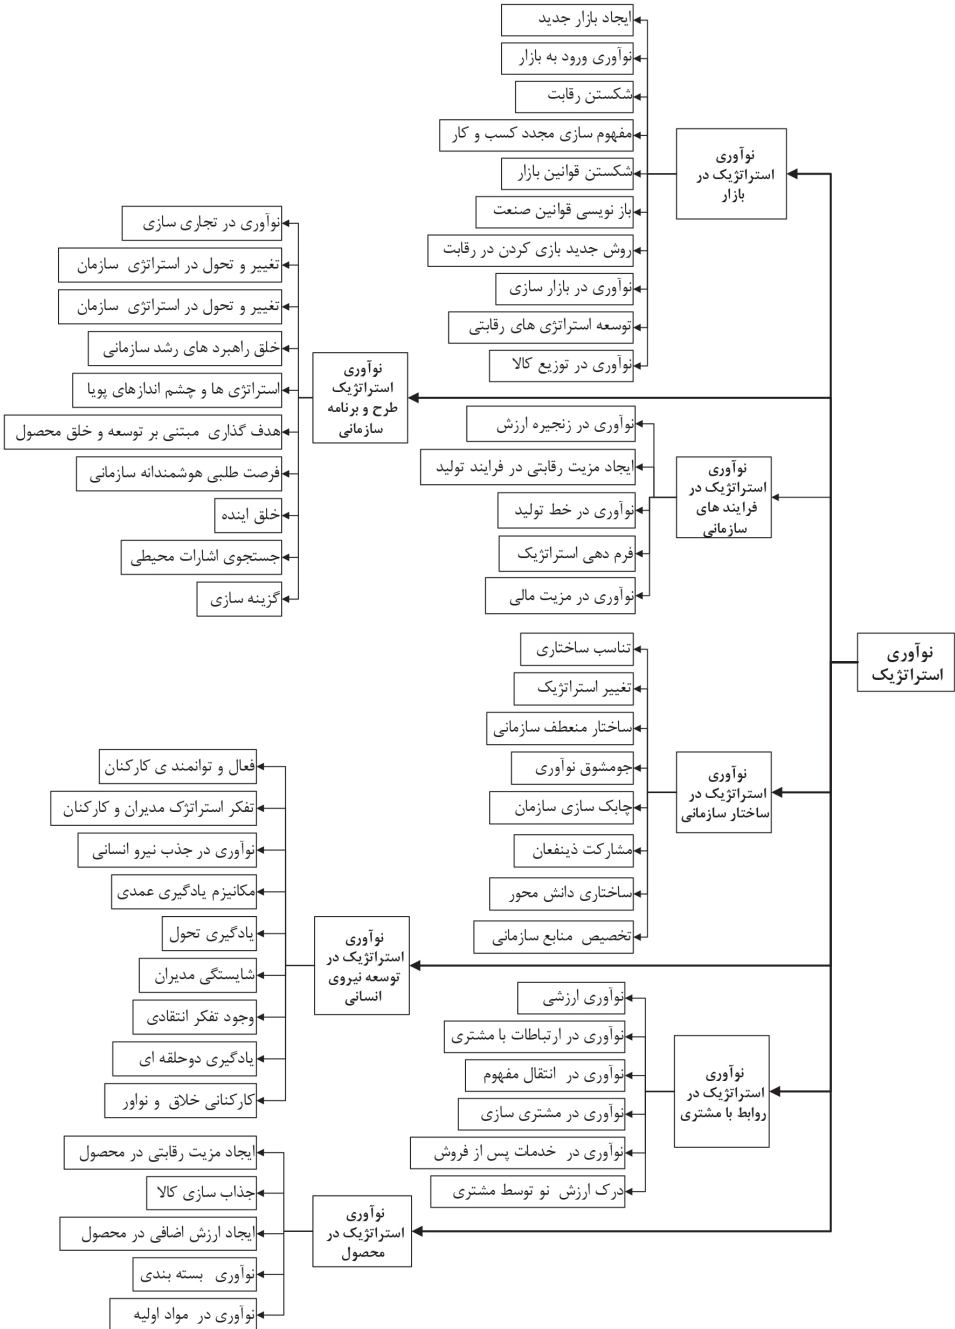 نوآوری
استراتژیک
نوآوری
استراتژیک در
بازار
ایجاد بازار جدید
نوآوری ورود به بازار
شکستن رقابت
مفهوم سازی مجدد کسب و کار
شکستن قوانین بازار
باز نویسی قوانین صنعت
روش جدید بازی کردن در رقابت
نوآوری در بازار سازی
توسعه استراتژی های رقابتی
نوآوری در توزیع کالا
نوآوری
استراتژیک
طرح و برنامه
سازمانی
نوآوری در تجاری سازی
تغییر و تحول در استراتژی سازمان
تغییر و تحول در استراتژی سازمان
خلق راهبرد های رشد سازمانی
استراتژی ها و چشم اندازهای پویا
هدف گذاری مبتنی بر توسعه و خلق محصول
فرصت طلبی هوشمندانه سازمانی
خلق اینده
جستجوی اشارات محیطی
گزینه سازی
نوآوری
استراتژیک در
فرایند های
سازمانی
نوآوری در زنجیره ارزش
ایجاد مزیت رقابتی در فرایند تولید
نوآوری در خط تولید
فرم دهی استراتژیک
نوآوری در مزیت مالی
نوآوری
استراتژیک در
ساختار سازمانی
تناسب ساختاری
تغییر استراتژیک
ساختار منعطف سازمانی
جومشوق نوآوری
چابک سازی سازمان
مشارکت ذینفعان
ساختاری دانش محور
تخصیص منابع سازمانی
نوآوری
استراتژیک در
توسعه نیروی
انسانی
فعال و توانمند ی کارکنان
تفکر استراتژک مدیران و کارکنان
نوآوری در جذب نیرو انسانی
مکانیزم یادگیری عمدی
یادگیری تحول
شایستگی مدیران
وجود تفکر انتقادی
یادگیری دوحلقه ای
کارکنانی خلاق و نواور
نوآوری
استراتژیک در
روابط با مشتری
نوآوری ارزشی
نوآوری در ارتباطات با مشتری
نوآوری در انتقال مفهوم
نوآوری در مشتری سازی
نوآوری در خدمات پس از فروش
درک ارزش نو توسط مشتری
نوآوری
استراتژیک در
محصول
ایجاد مزیت رقابتی در محصول
جذاب سازی کالا
ایجاد ارزش اضافی در محصول
نوآوری بسته بندی
نوآوری در مواد اولیه